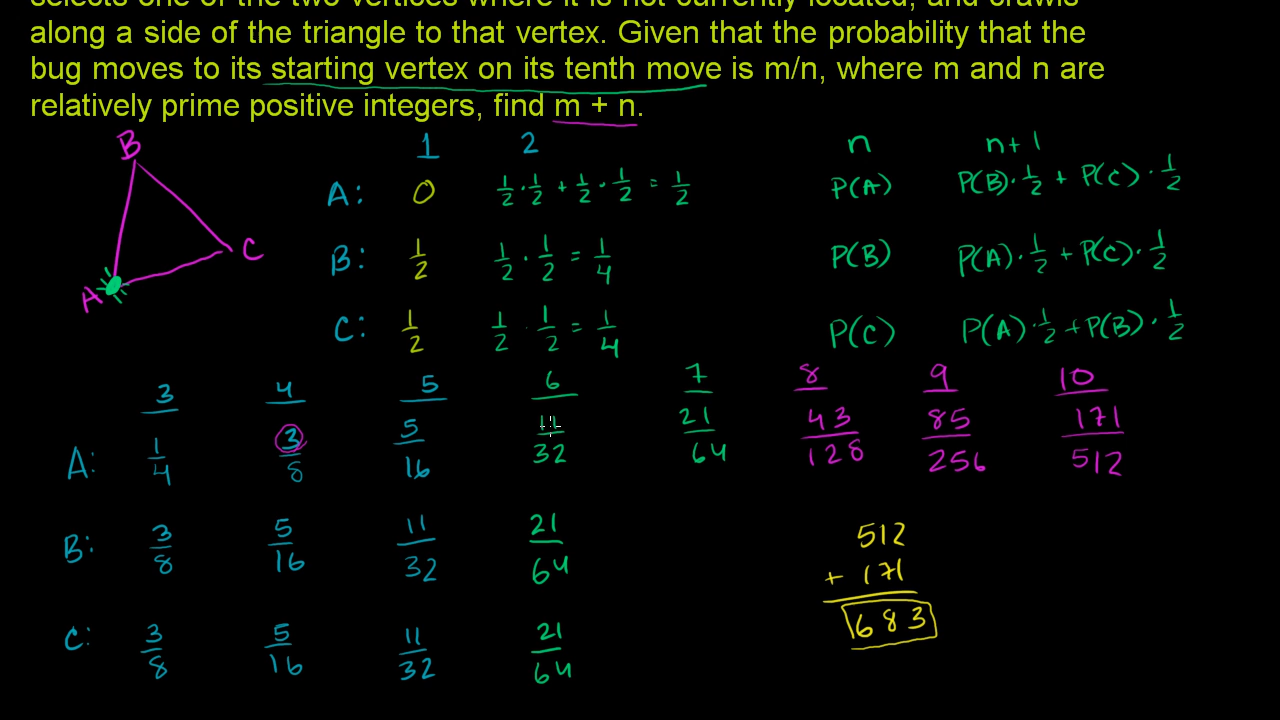 selects one of the two vertices where it is not currently located, and crawls
along a side of the triangle to that vertex. Given that the probability that the
bug moves to its starting vertex on its tenth move is m/n, where m and n are
relatively prime positive integers, find m + n.
B
C
A
1 2 n n+1
A: 0 1/2 · 1/2 + 1/2 · 1/2 = 1/2 P(A) P(B) · 1/2 + P(C) · 1/2
B: 1/2 1/2 · 1/2 = 1/4 P(B) P(A) · 1/2 + P(C) · 1/2
C: 1/2 1/2 · 1/2 = 1/4 P(C) P(A) · 1/2 + P(B) · 1/2
3 4 5 6 7 8 9 10
A: 1/4 3/8 5/16 11/32 21/64 43/128 85/256 171/512
B: 3/8 5/16 11/32 21/64
C: 3/8 5/16 11/32 21/64
512
+ 171
683